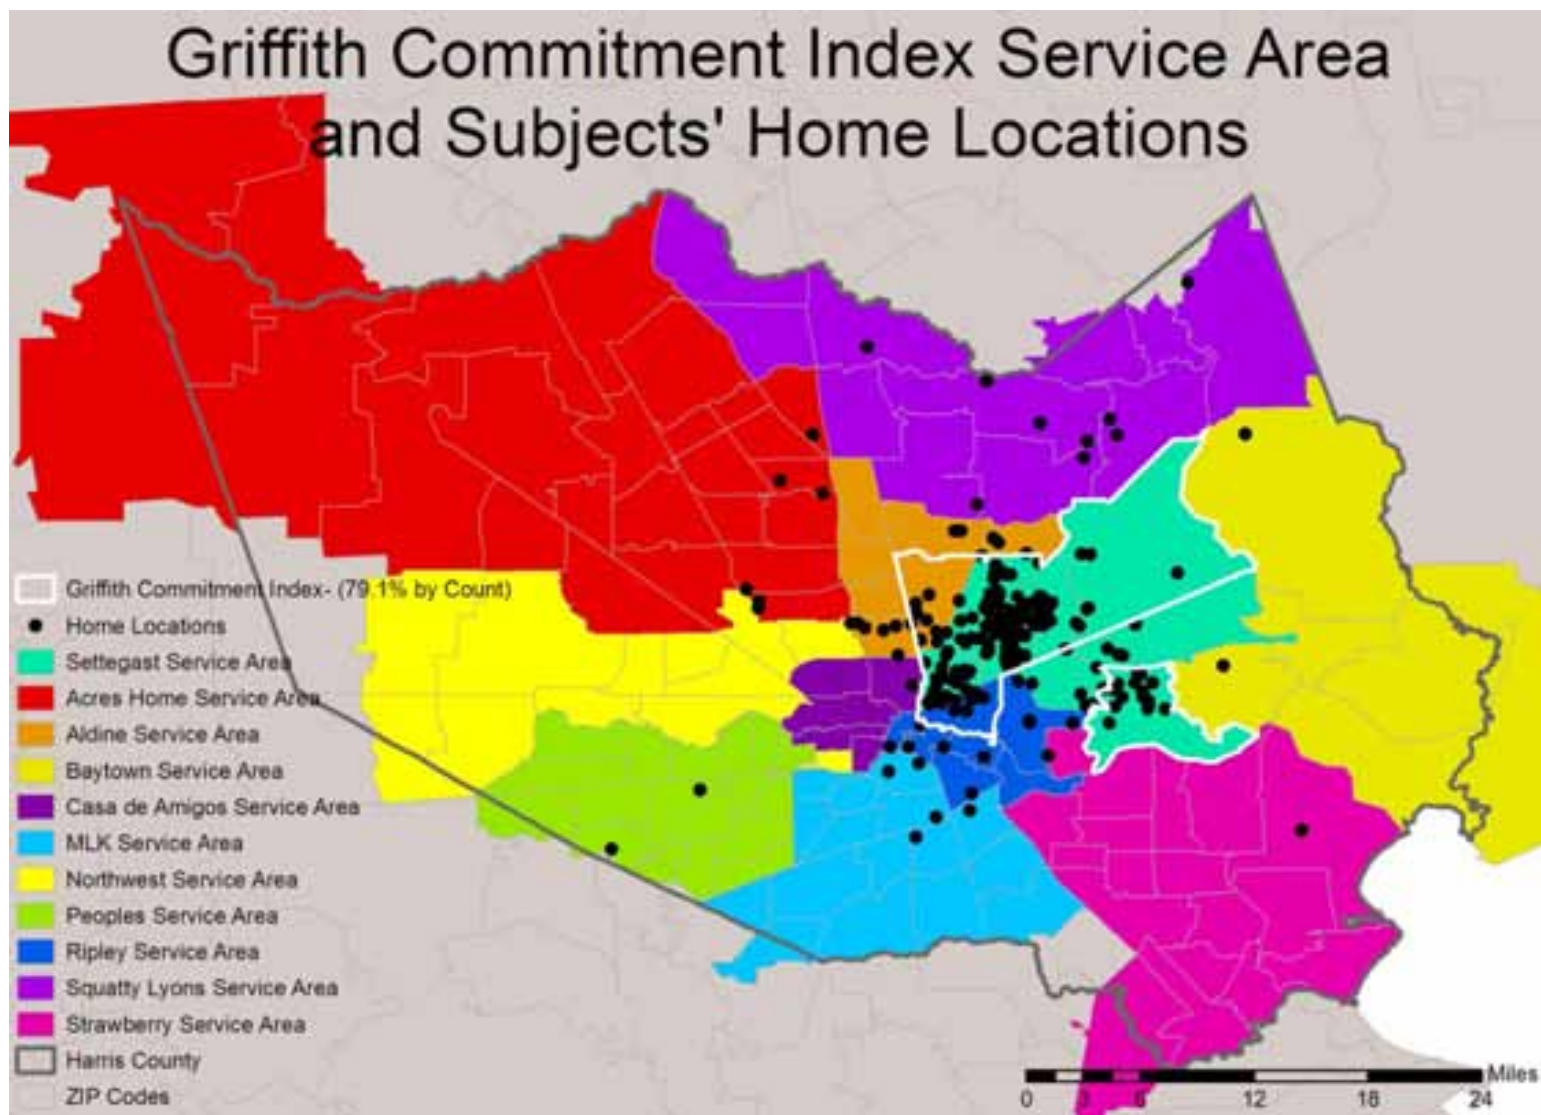 Griffith Commitment Index Service Area
and Subjects' Home Locations
Griffith Commitment Index- (79.1% by Count)
Home Locations
Settegast Service Area
Acres Home Service Area
Aldine Service Area
Baytown Service Area
Casa de Amigos Service Area
MLK Service Area
Northwest Service Area
Peoples Service Area
Ripley Service Area
Squatty Lyons Service Area
Strawberry Service Area
Harris County
ZIP Codes
Miles
0 3 6 12 18 24